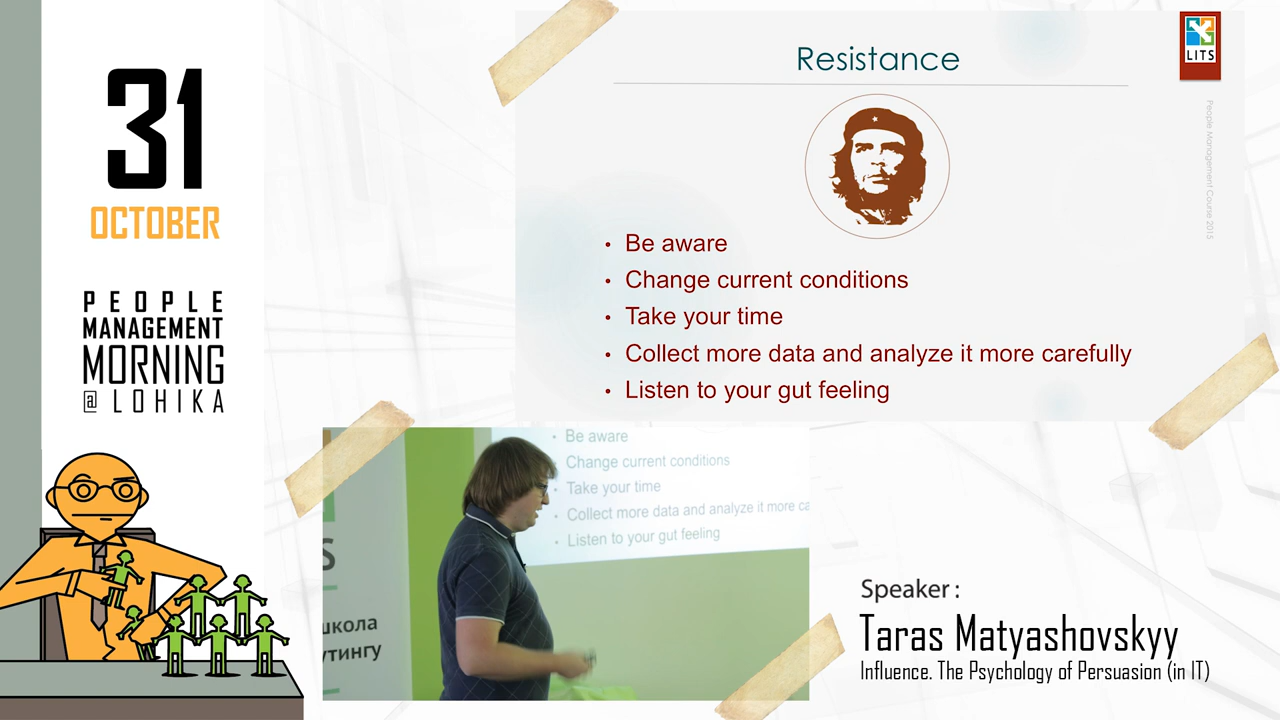 31
OCTOBER
PEOPLE
MANAGEMENT
MORNING
@ LOHIKA
Resistance
LITS
People Management Course 2015
• Be aware
• Change current conditions
• Take your time
• Collect more data and analyze it more carefully
• Listen to your gut feeling
• Be aware
Change current conditions
• Take your time
• Collect more data and analyze it more ca
• Listen to your gut feeling
S
школа
утингу
Speaker :
Taras Matyashovskyy
Influence. The Psychology of Persuasion (in IT)